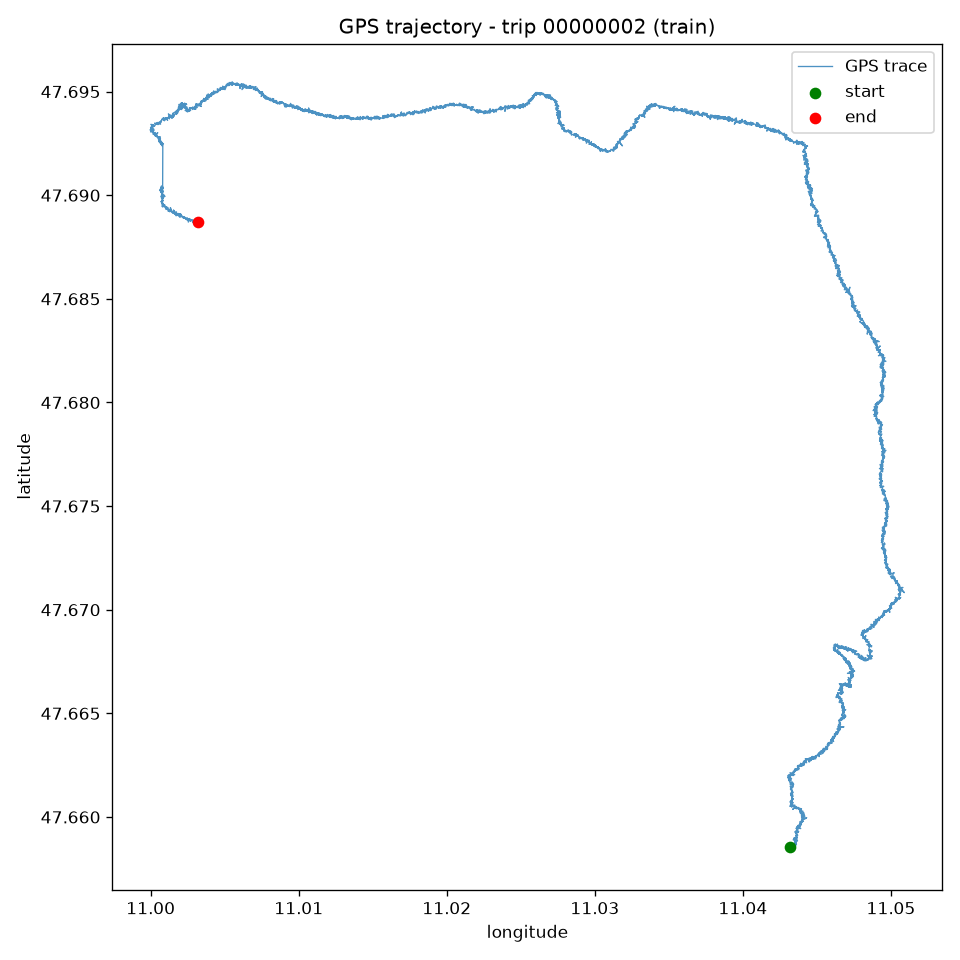 GPS trajectory - trip 00000002 (train)
GPS trace
start
end
47.695
47.690
47.685
47.680
47.675
47.670
47.665
47.660
latitude
11.00 11.01 11.02 11.03 11.04 11.05
longitude